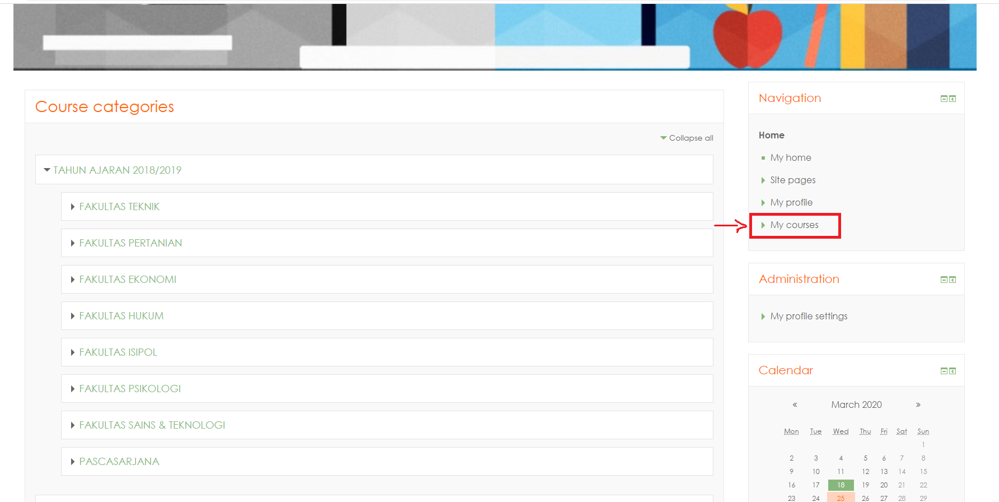 Course categories
Collapse all
TAHUN AJARAN 2018/2019
FAKULTAS TEKNIK
FAKULTAS PERTANIAN
FAKULTAS EKONOMI
FAKULTAS HUKUM
FAKULTAS ISIPOL
FAKULTAS PSIKOLOGI
FAKULTAS SAINS & TEKNOLOGI
PASCASARJANA
Navigation
Home
My home
Site pages
My profile
My courses
Administration
My profile settings
Calendar
« March 2020 »
Mon Tue Wed Thu Fri Sat Sun
1
2 3 4 5 6 7 8
9 10 11 12 13 14 15
16 17 18 19 20 21 22
23 24 25 26 27 28 29